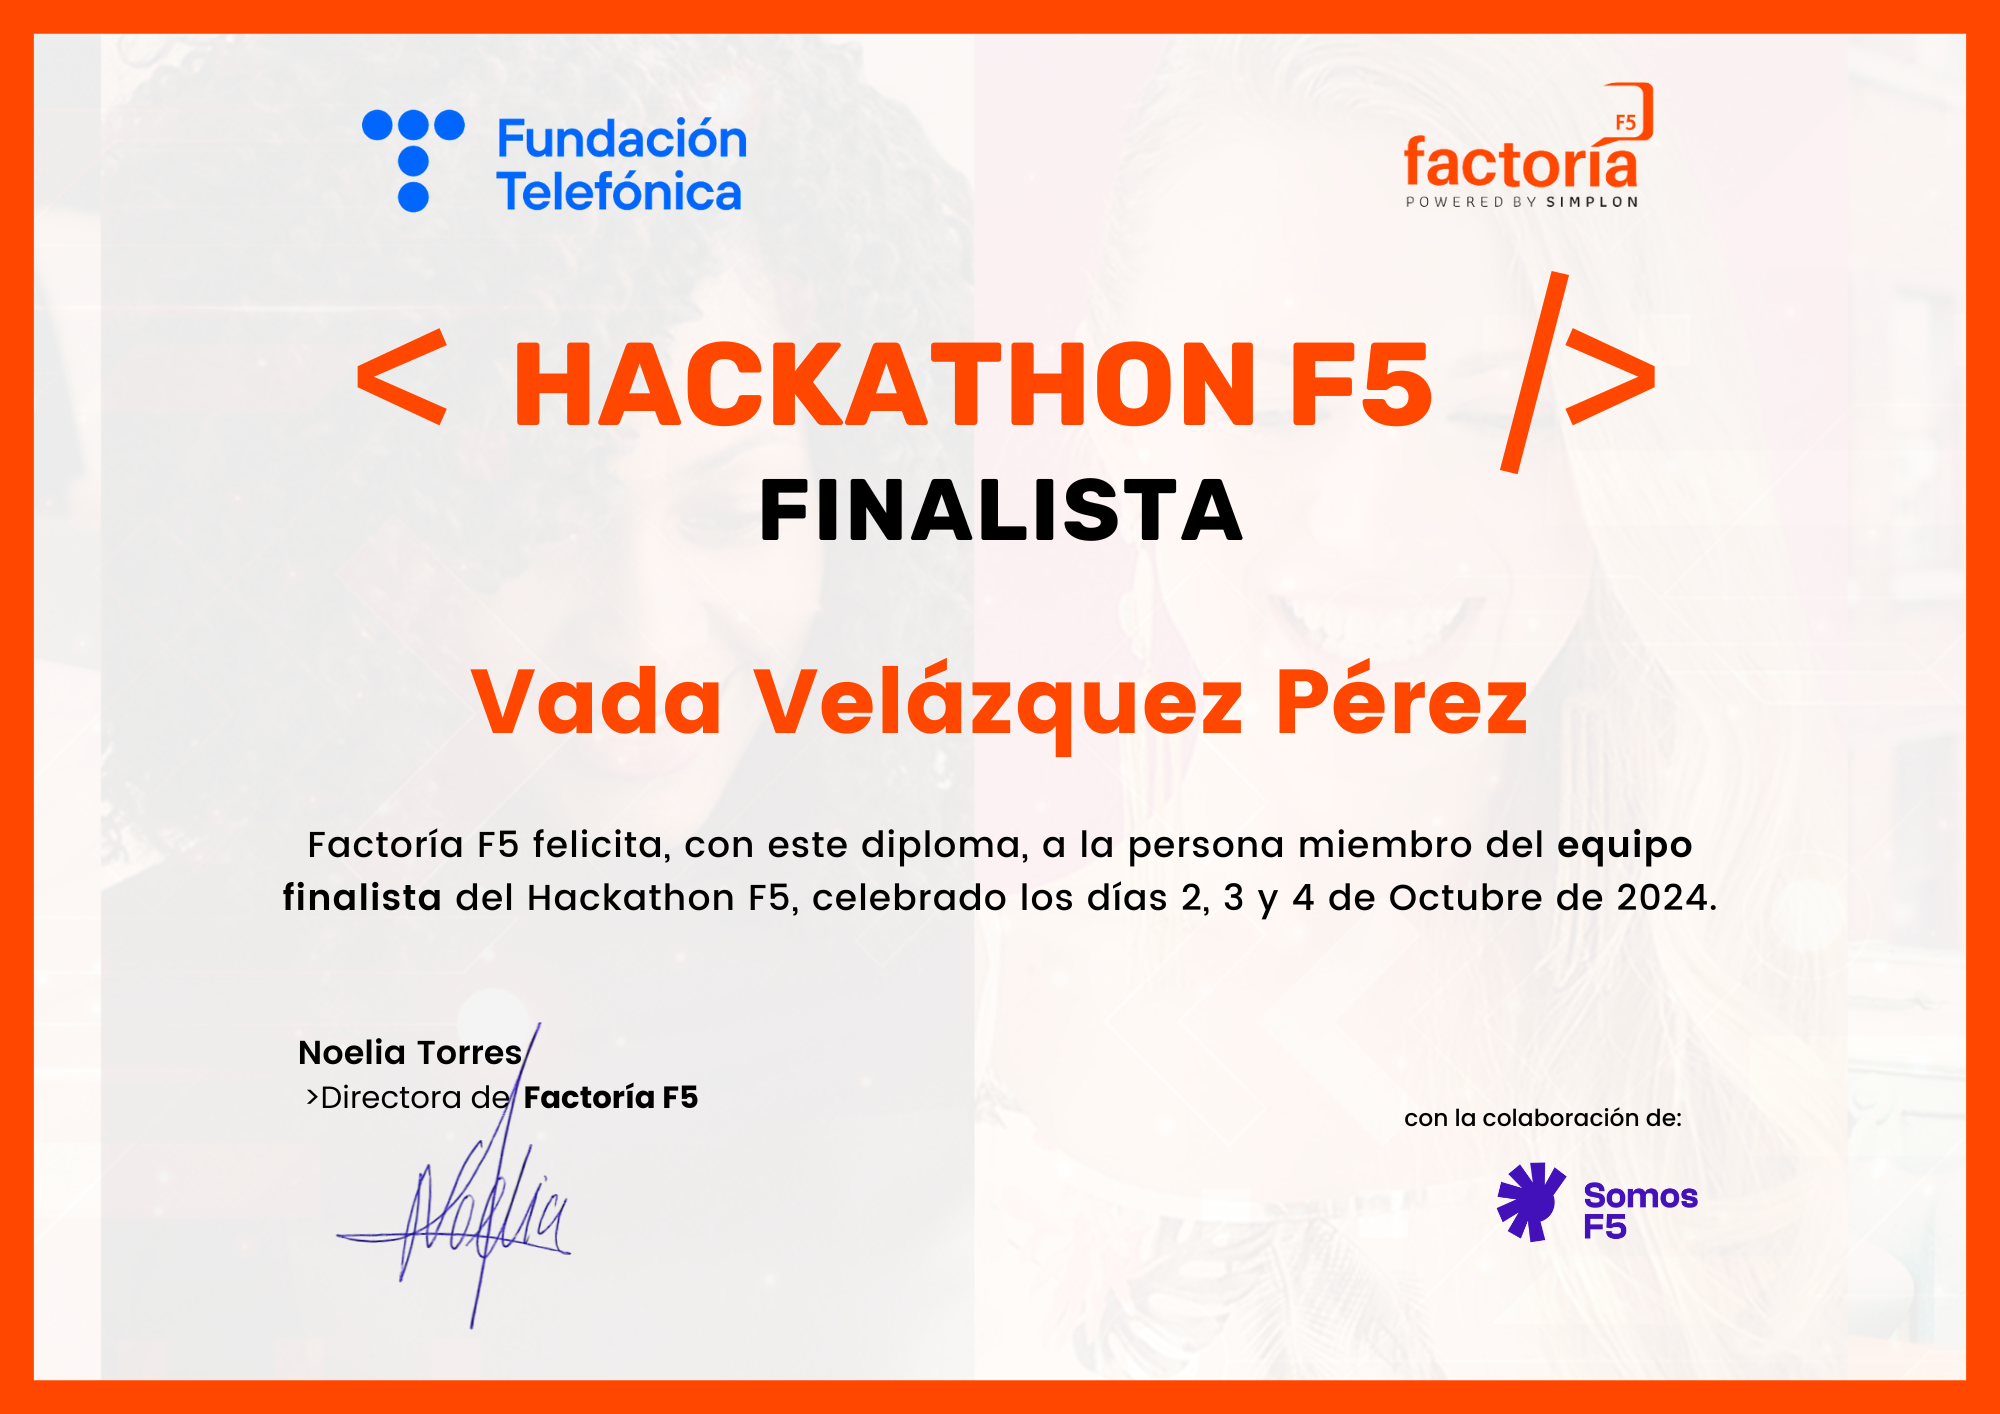 Fundación
Telefónica
F5
factoría
POWERED BY SIMPLON
< HACKATHON F5 />
FINALISTA
Vada Velázquez Pérez
Factoría F5 felicita, con este diploma, a la persona miembro del equipo
finalista del Hackathon F5, celebrado los días 2, 3 y 4 de Octubre de 2024.
Noelia Torres
>Directora de Factoría F5
Noelia
con la colaboración de:
Somos
F5